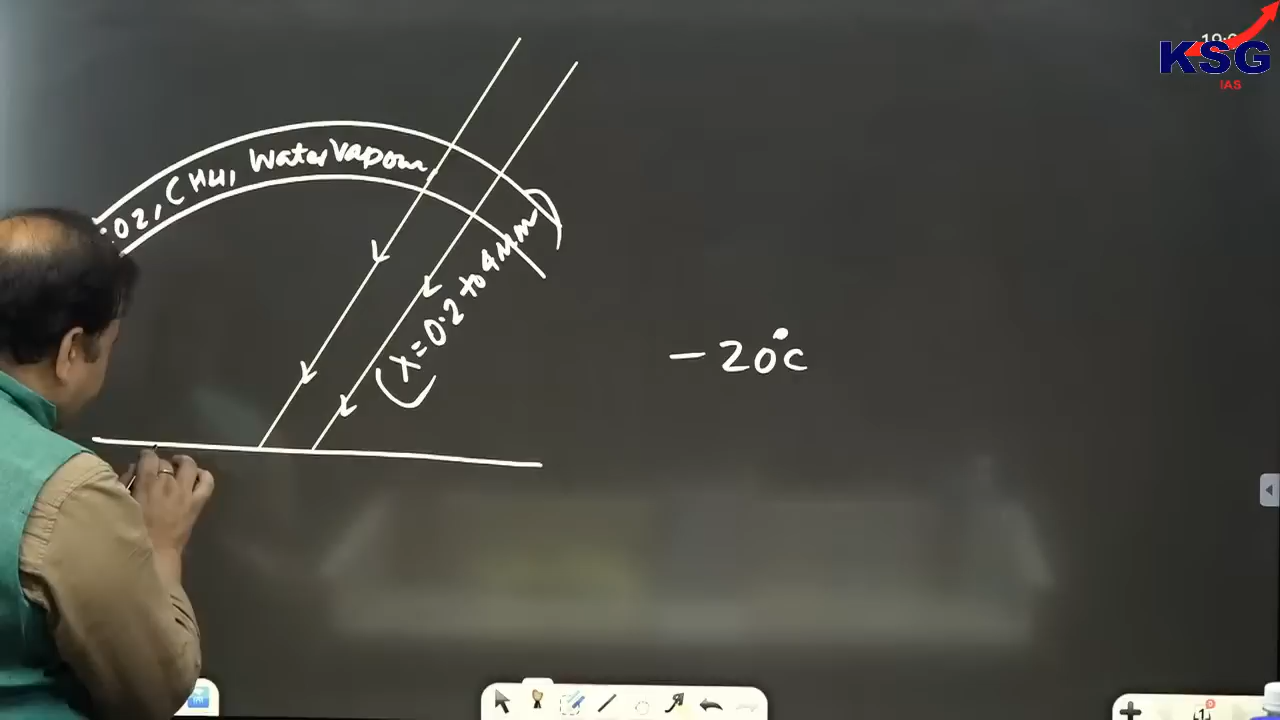 KSG
IAS
O2, CH4, Water Vapour
(λ = 0.2 to 4 μm)
-20°C